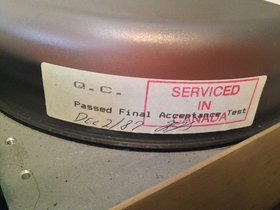 Q.C.
SERVICED
IN
CANADA
Passed Final Acceptance Test
Dec 2/87